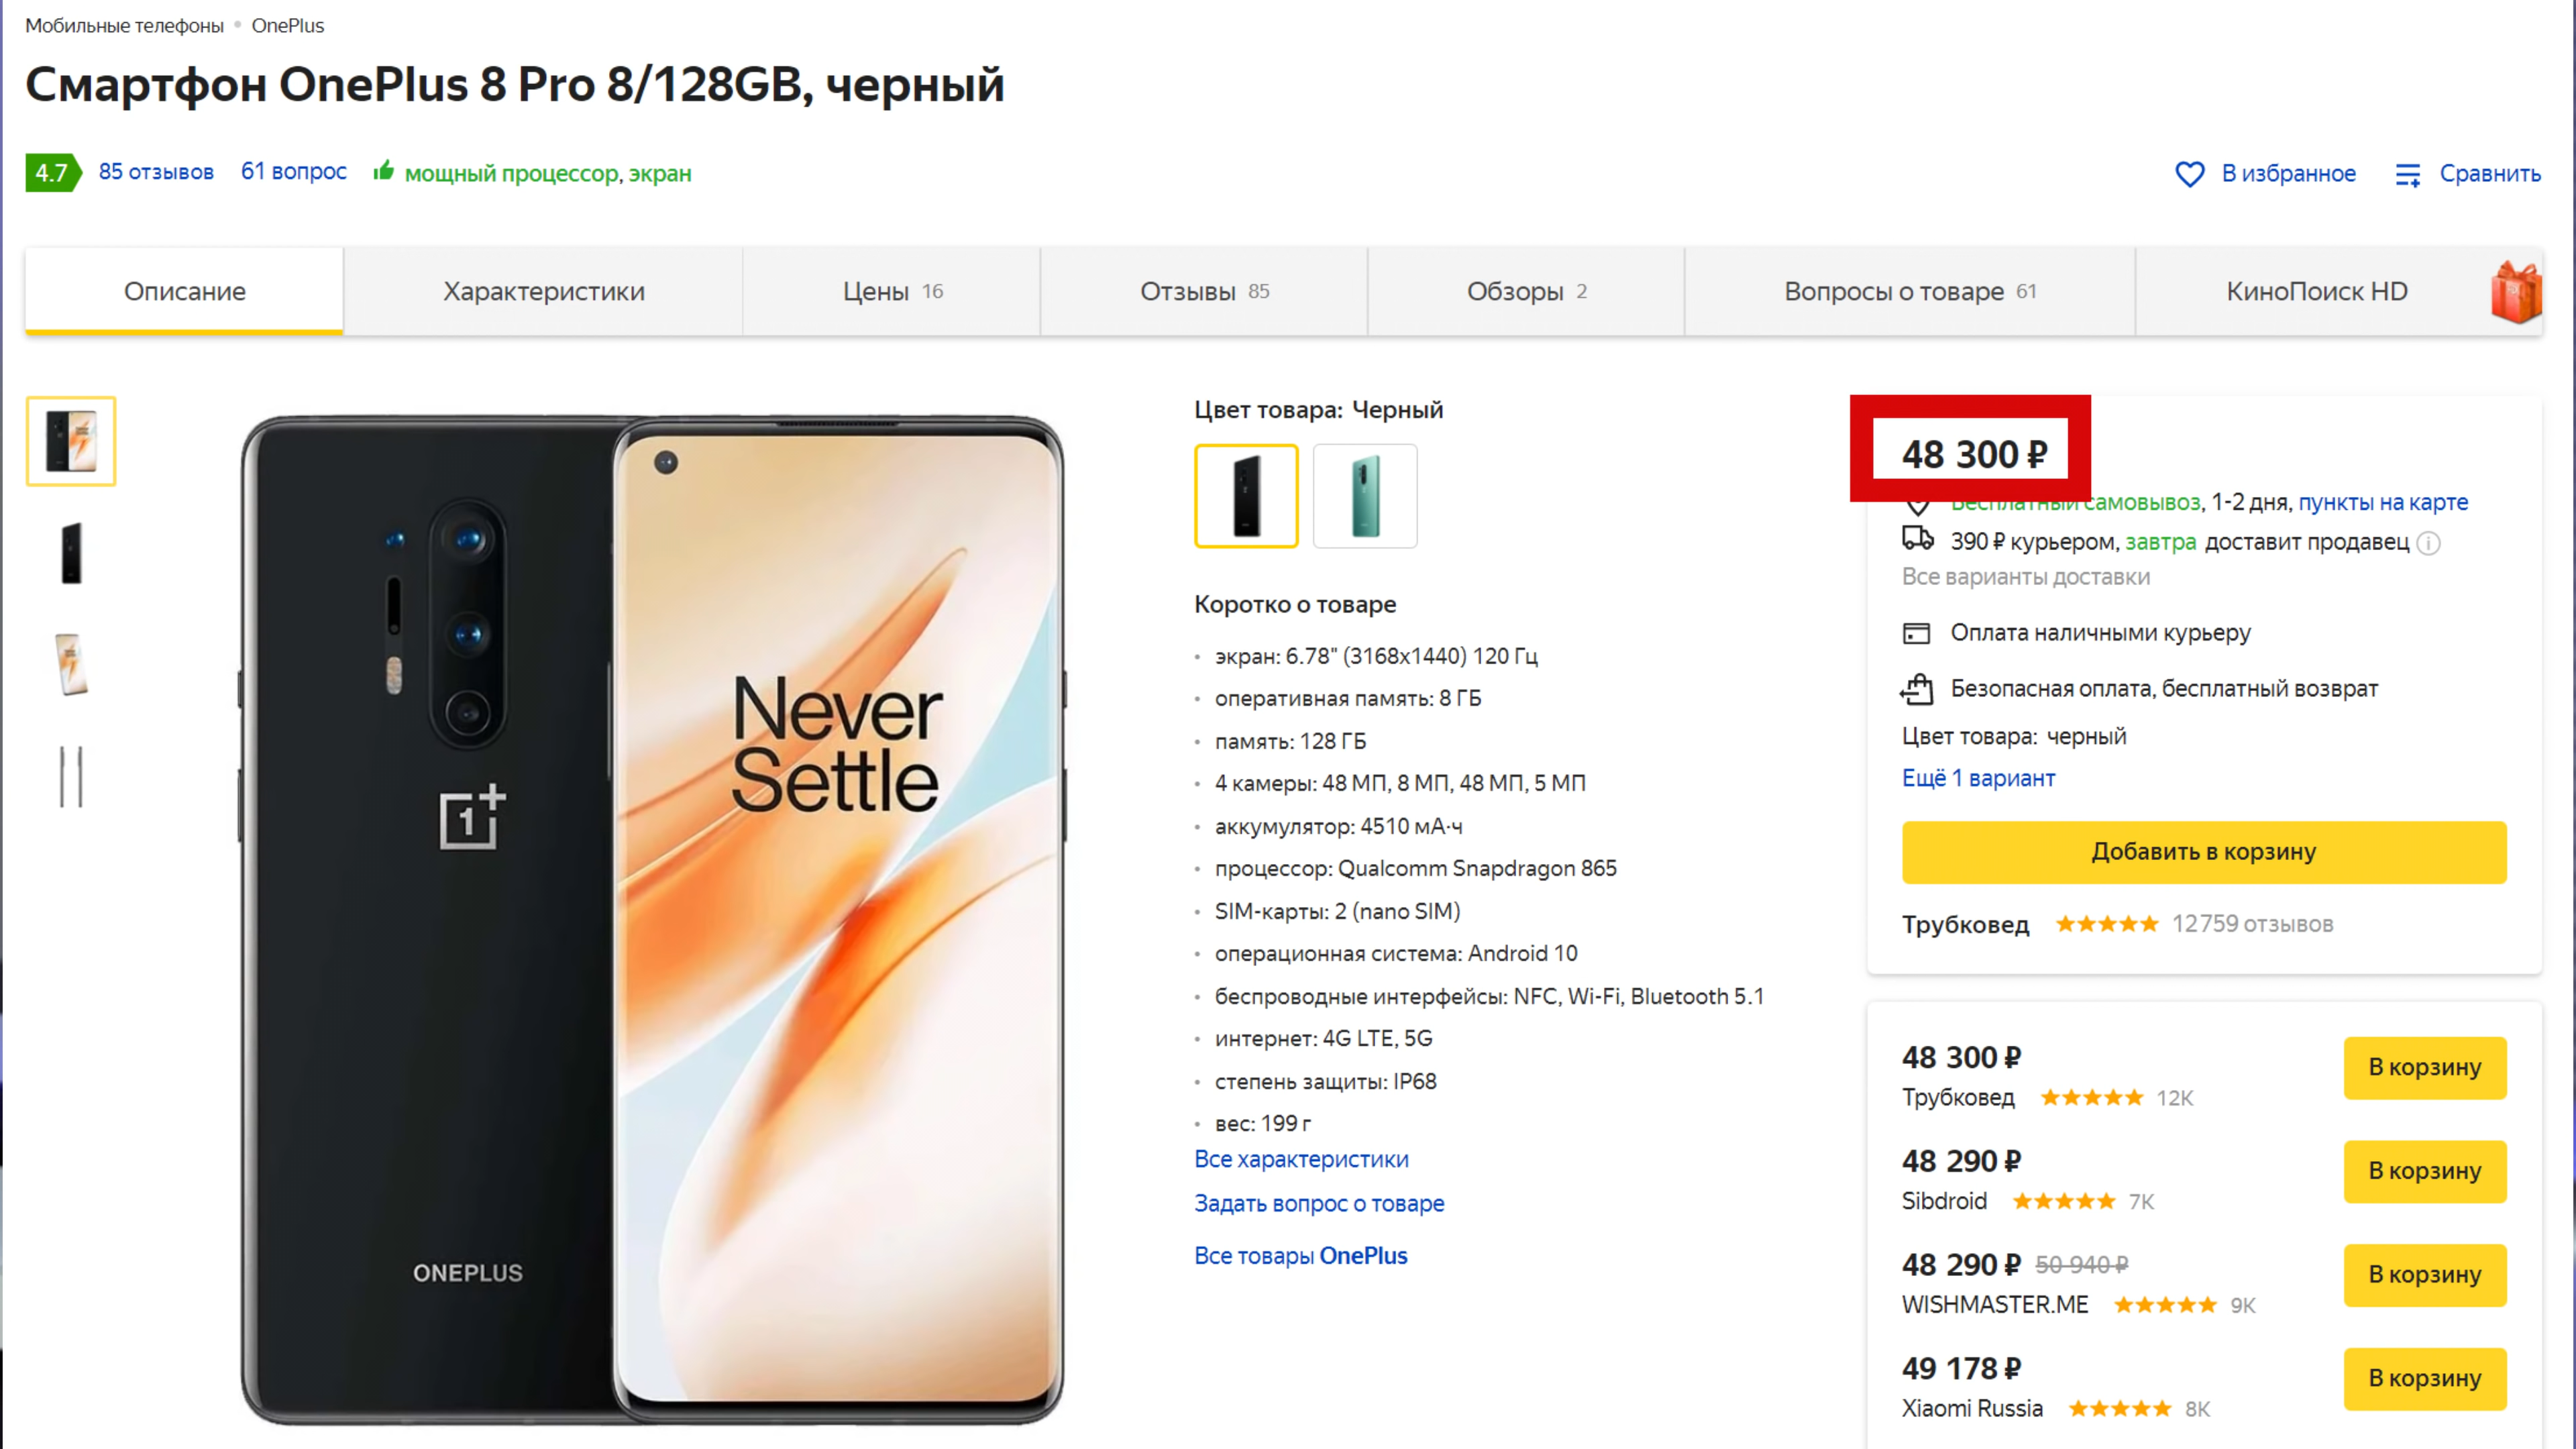 Мобильные телефоны • OnePlus
Смартфон OnePlus 8 Pro 8/128GB, черный
4.7 85 отзывов 61 вопрос мощный процессор, экран
В избранное Сравнить
Описание Характеристики Цены 16 Отзывы 85 Обзоры 2 Вопросы о товаре 61 КиноПоиск HD
Never
Settle
ONEPLUS
Цвет товара: Черный
Коротко о товаре
• экран: 6.78" (3168x1440) 120 Гц
• оперативная память: 8 ГБ
• память: 128 ГБ
• 4 камеры: 48 МП, 8 МП, 48 МП, 5 МП
• аккумулятор: 4510 мА·ч
• процессор: Qualcomm Snapdragon 865
• SIM-карты: 2 (nano SIM)
• операционная система: Android 10
• беспроводные интерфейсы: NFC, Wi-Fi, Bluetooth 5.1
• интернет: 4G LTE, 5G
• степень защиты: IP68
• вес: 199 г
Все характеристики
Задать вопрос о товаре
Все товары OnePlus
48 300 ₽
Бесплатный самовывоз, 1-2 дня, пункты на карте
390 ₽ курьером, завтра доставит продавец
Все варианты доставки
Оплата наличными курьеру
Безопасная оплата, бесплатный возврат
Цвет товара: черный
Ещё 1 вариант
Добавить в корзину
Трубковед 12 759 отзывов
48 300 ₽
Трубковед 12K
В корзину
48 290 ₽
Sibdroid 7K
В корзину
48 290 ₽ 50 940 ₽
WISHMASTER.ME 9K
В корзину
49 178 ₽
Xiaomi Russia 8K
В корзину